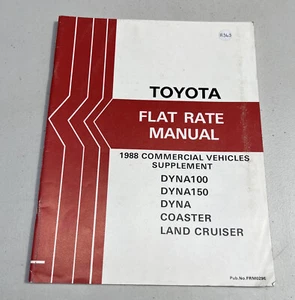 TOYOTA
FLAT RATE
MANUAL
1988 COMMERCIAL VEHICLES
SUPPLEMENT
DYNA100
DYNA150
DYNA
COASTER
LAND CRUISER